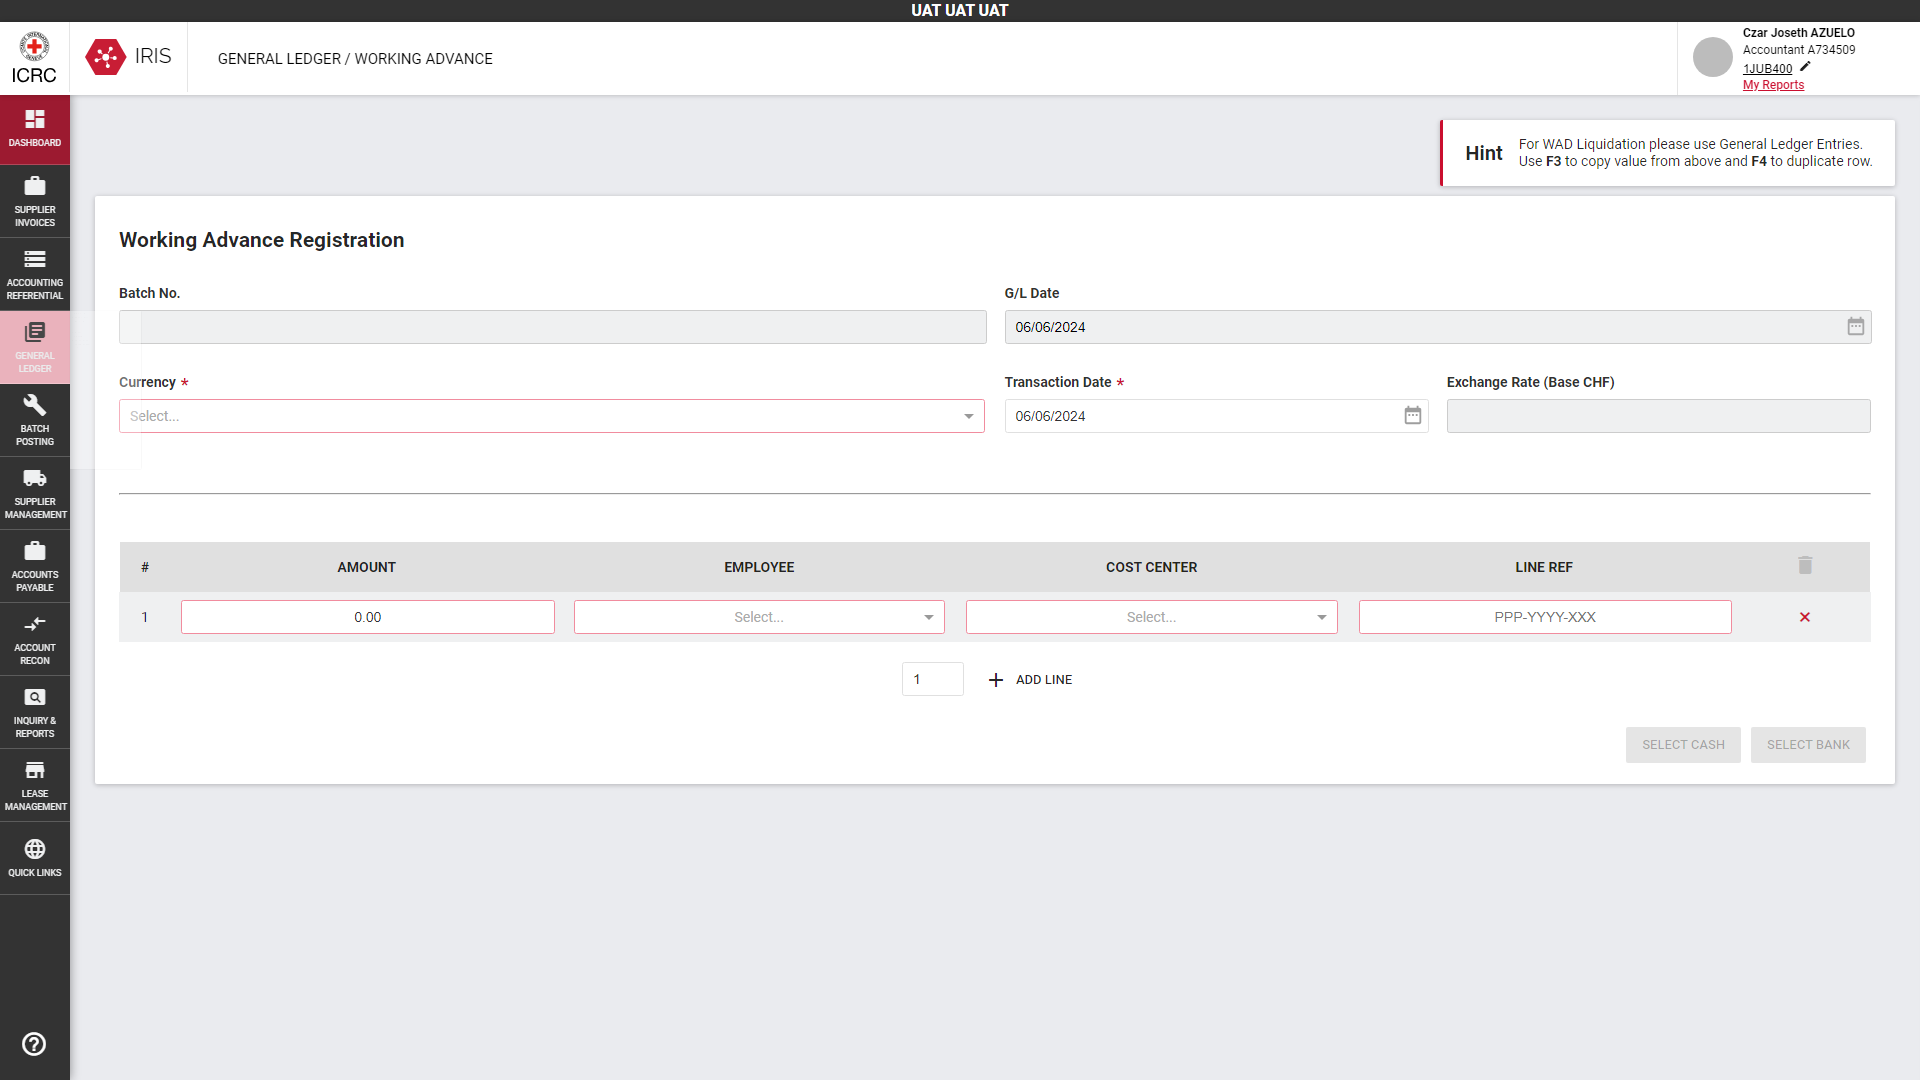 UAT UAT UAT
ICRC
IRIS
GENERAL LEDGER / WORKING ADVANCE
Czar Joseth AZUELO
Accountant A734509
1JUB400
My Reports
DASHBOARD
SUPPLIER
INVOICES
ACCOUNTING
REFERENTIAL
GENERAL
LEDGER
BATCH
POSTING
SUPPLIER
MANAGEMENT
ACCOUNTS
PAYABLE
ACCOUNT
RECON
INQUIRY &
REPORTS
LEASE
MANAGEMENT
QUICK LINKS
Hint
For WAD Liquidation please use General Ledger Entries.
Use F3 to copy value from above and F4 to duplicate row.
Working Advance Registration
Batch No.
G/L Date
06/06/2024
Currency *
Transaction Date *
Exchange Rate (Base CHF)
Select...
06/06/2024
# AMOUNT EMPLOYEE COST CENTER LINE REF
1 0.00 Select... Select... PPP-YYYY-XXX
1 ADD LINE
SELECT CASH SELECT BANK